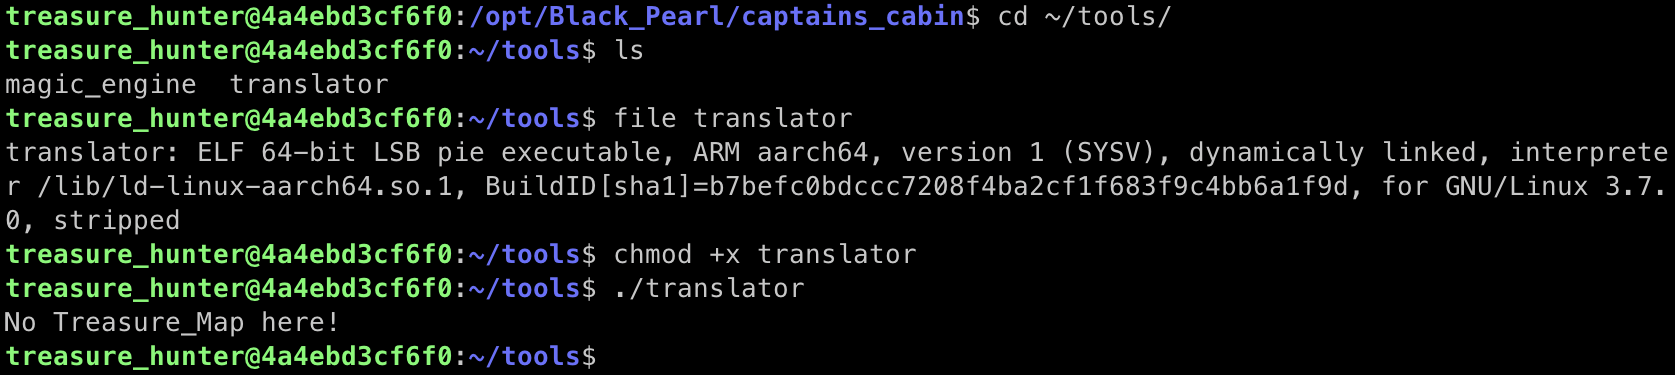 treasure_hunter@4a4ebd3cf6f0:/opt/Black_Pearl/captains_cabin$ cd ~/tools/
treasure_hunter@4a4ebd3cf6f0:~/tools$ ls
magic_engine  translator
treasure_hunter@4a4ebd3cf6f0:~/tools$ file translator
translator: ELF 64-bit LSB pie executable, ARM aarch64, version 1 (SYSV), dynamically linked, interprete
r /lib/ld-linux-aarch64.so.1, BuildID[sha1]=b7befc0bdccc7208f4ba2cf1f683f9c4bb6a1f9d, for GNU/Linux 3.7.
0, stripped
treasure_hunter@4a4ebd3cf6f0:~/tools$ chmod +x translator
treasure_hunter@4a4ebd3cf6f0:~/tools$ ./translator
No Treasure_Map here!
treasure_hunter@4a4ebd3cf6f0:~/tools$